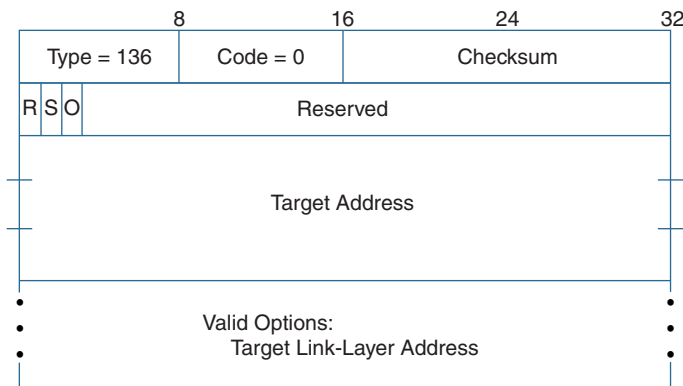 8 16 24 32
Type = 136 Code = 0 Checksum
R S O Reserved
Target Address
Valid Options:
Target Link-Layer Address